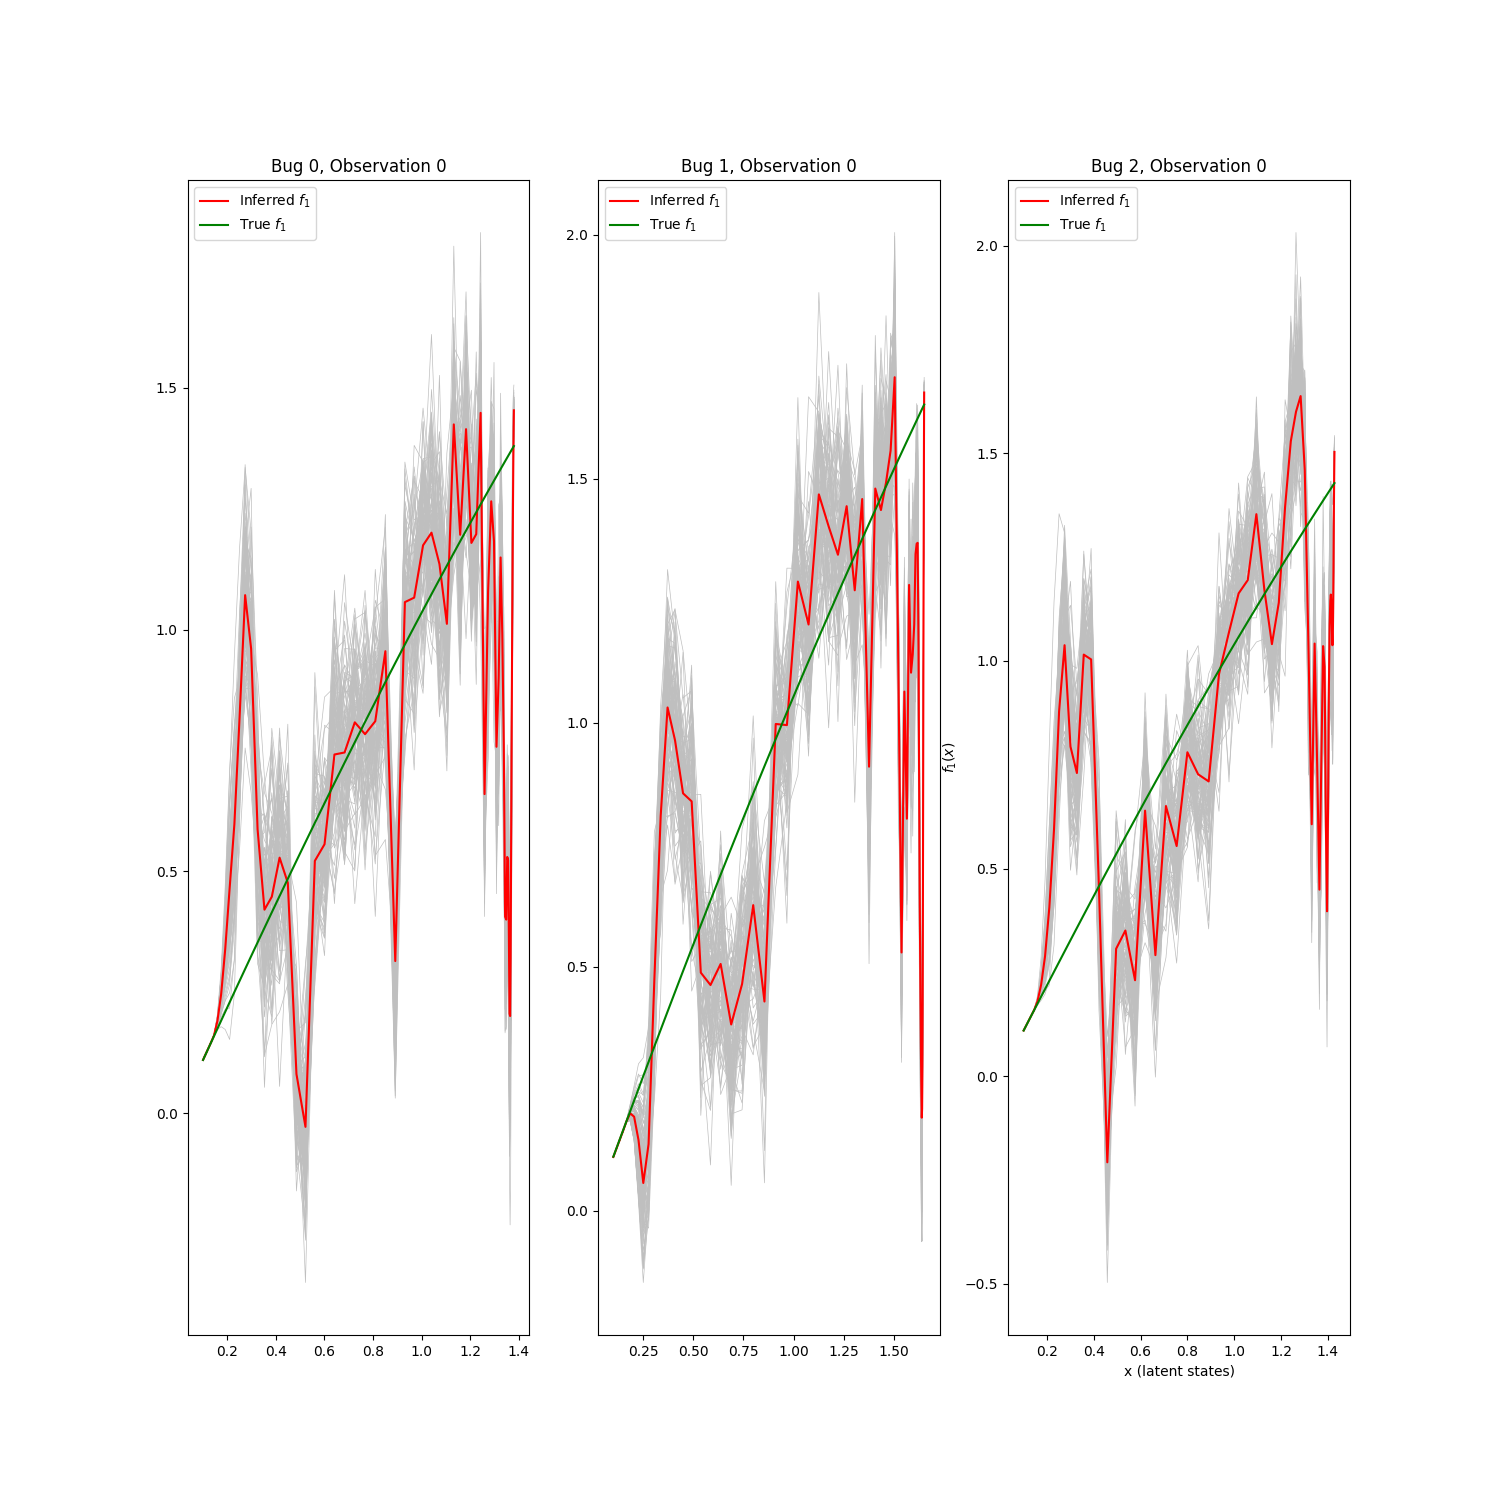 Bug 0, Observation 0
Inferred f₁
True f₁
1.5
1.0
0.5
0.0
0.2 0.4 0.6 0.8 1.0 1.2 1.4
Bug 1, Observation 0
Inferred f₁
True f₁
2.0
1.5
1.0
0.5
0.0
0.25 0.50 0.75 1.00 1.25 1.50
Bug 2, Observation 0
Inferred f₁
True f₁
f₁(x)
2.0
1.5
1.0
0.5
0.0
−0.5
0.2 0.4 0.6 0.8 1.0 1.2 1.4
x (latent states)